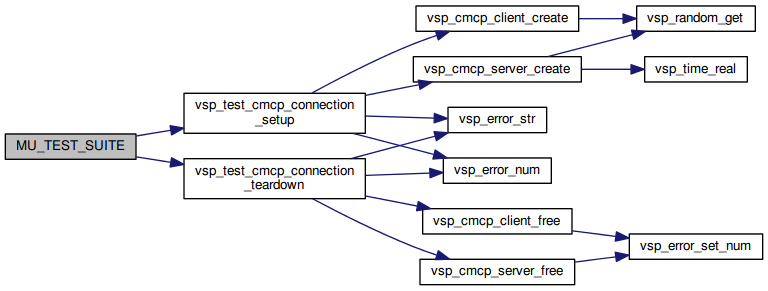 MU_TEST_SUITE
vsp_test_cmcp_connection
_setup
vsp_test_cmcp_connection
_teardown
vsp_cmcp_client_create
vsp_cmcp_server_create
vsp_error_str
vsp_error_num
vsp_cmcp_client_free
vsp_cmcp_server_free
vsp_random_get
vsp_time_real
vsp_error_set_num